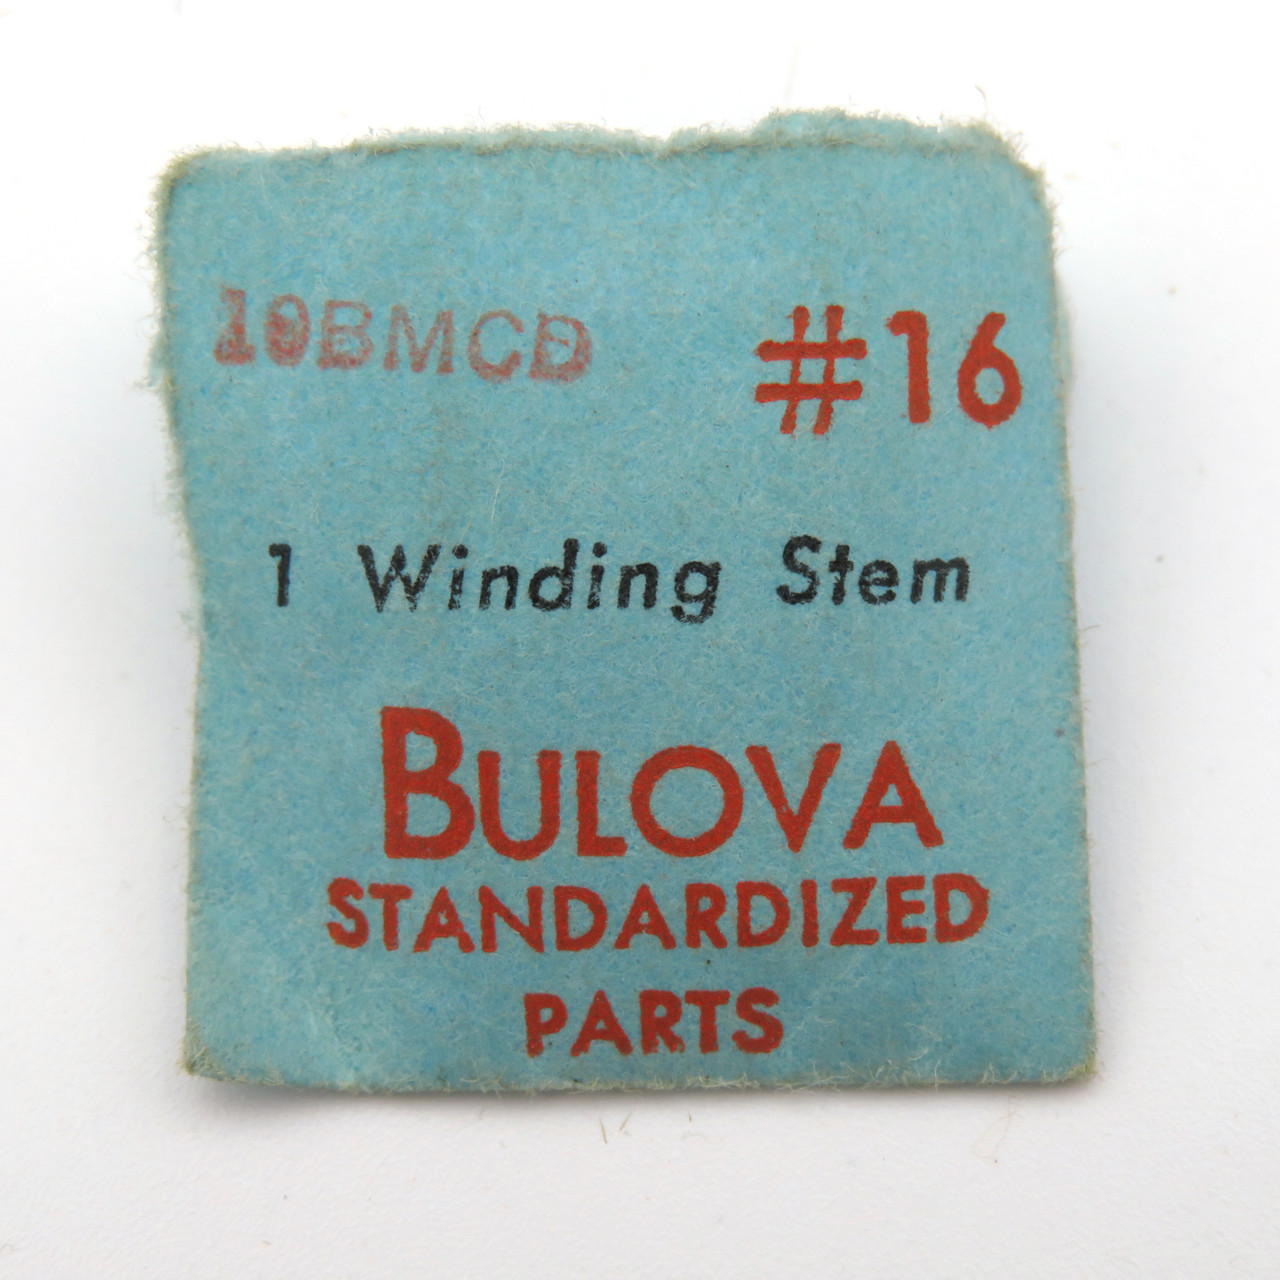 10BMCD #16
1 Winding Stem
BULOVA
STANDARDIZED
PARTS